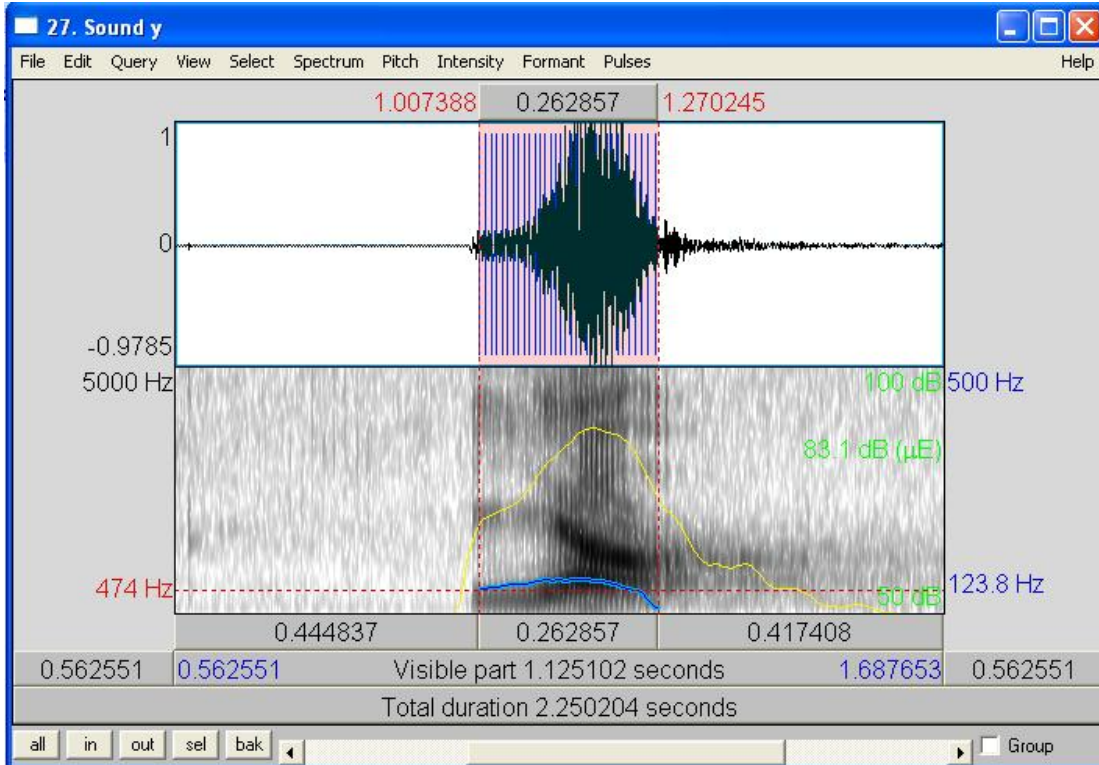 27. Sound y
File Edit Query View Select Spectrum Pitch Intensity Formant Pulses Help
1.007388 0.262857 1.270245
1
0
-0.9785
5000 Hz 100 dB 500 Hz
83.1 dB (µE)
474 Hz 50 dB 123.8 Hz
0.444837 0.262857 0.417408
0.562551 0.562551 Visible part 1.125102 seconds 1.687653 0.562551
Total duration 2.250204 seconds
all in out sel bak Group